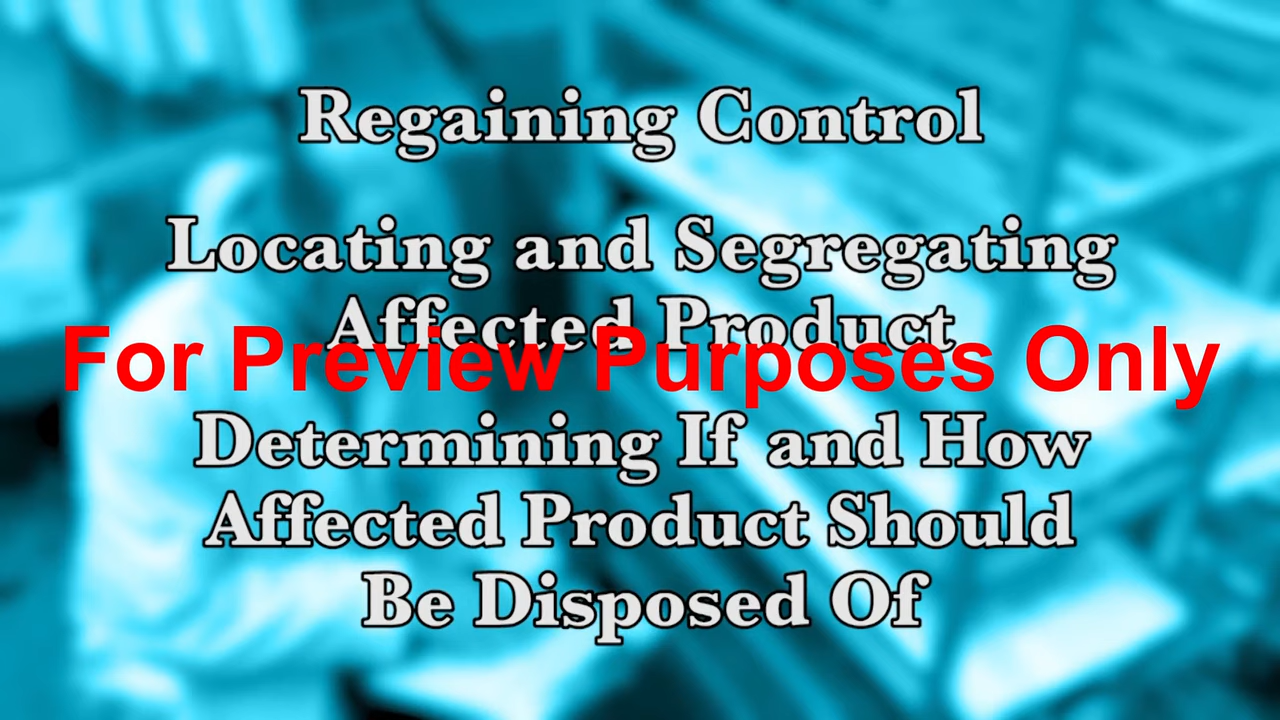 Regaining Control
Locating and Segregating
Affected Product
For Preview Purposes Only
Determining If and How
Affected Product Should
Be Disposed Of